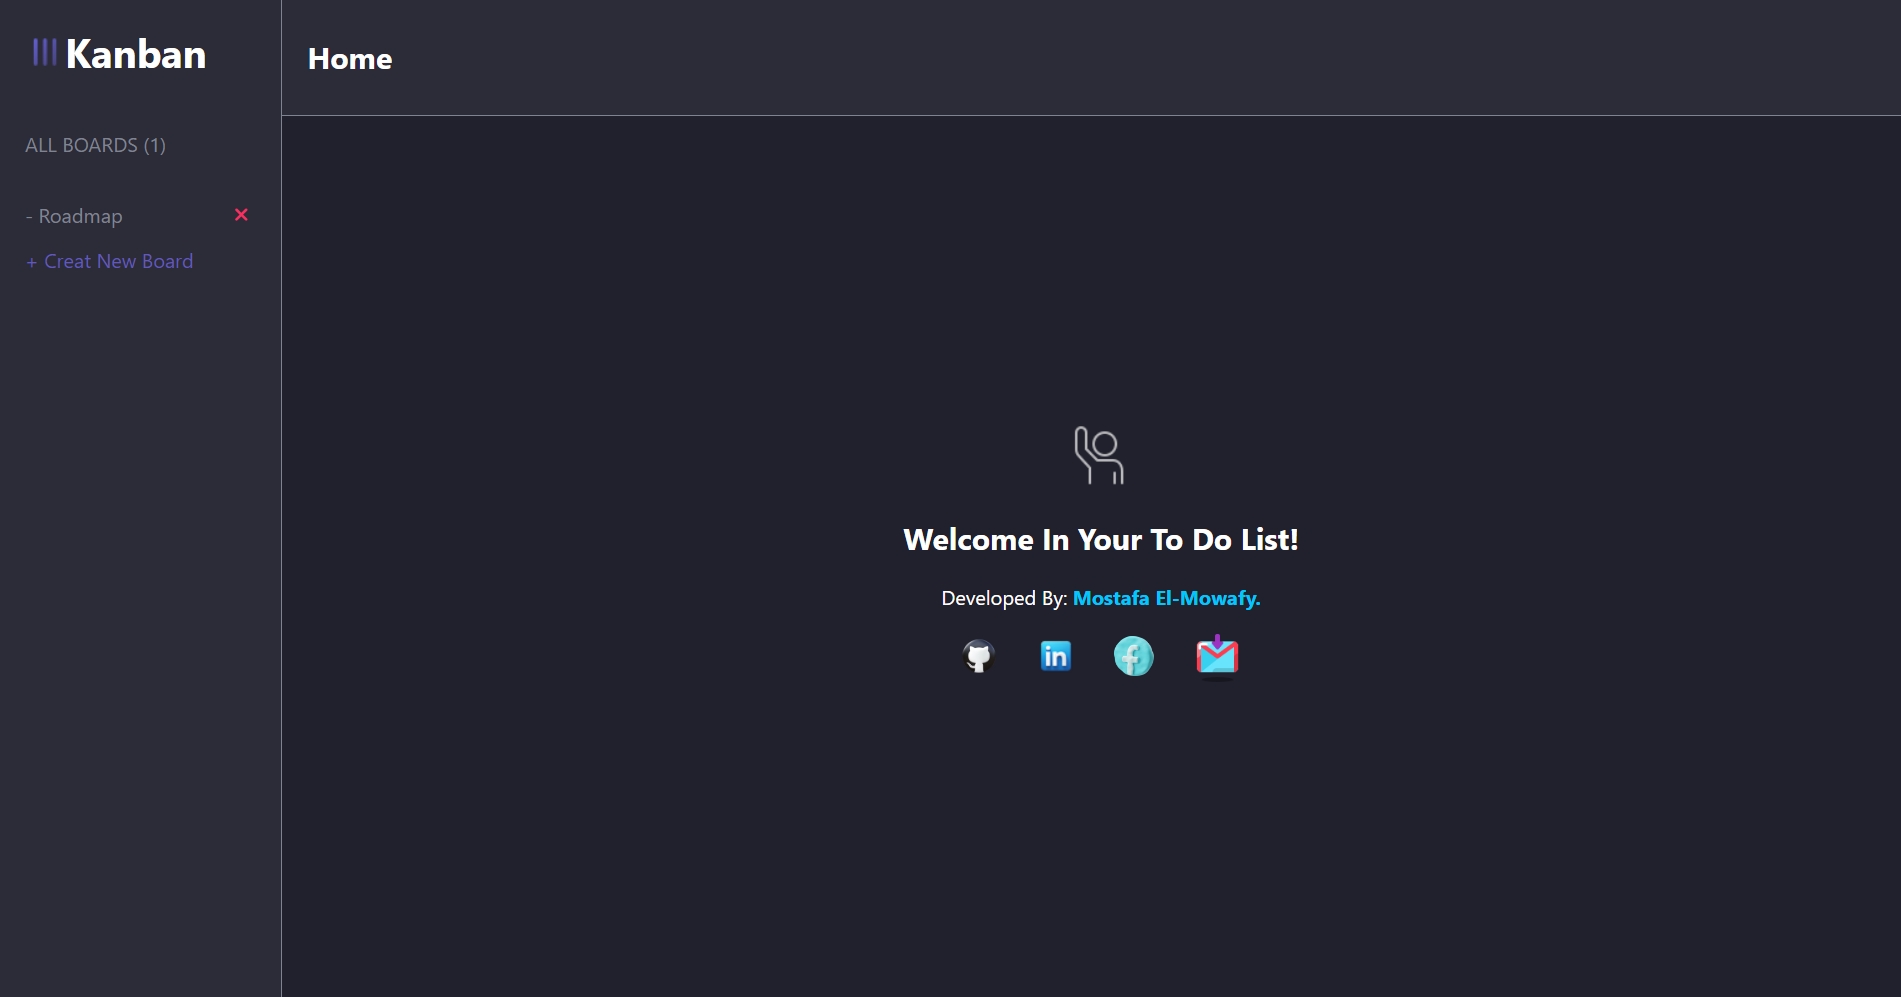 Kanban
Home
ALL BOARDS (1)
- Roadmap
+ Creat New Board
Welcome In Your To Do List!
Developed By: Mostafa El-Mowafy.
in
f